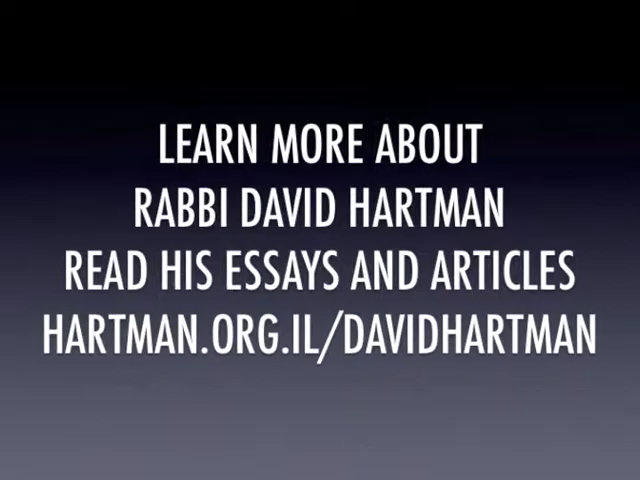 LEARN MORE ABOUT
RABBI DAVID HARTMAN
READ HIS ESSAYS AND ARTICLES
HARTMAN.ORG.IL/DAVIDHARTMAN